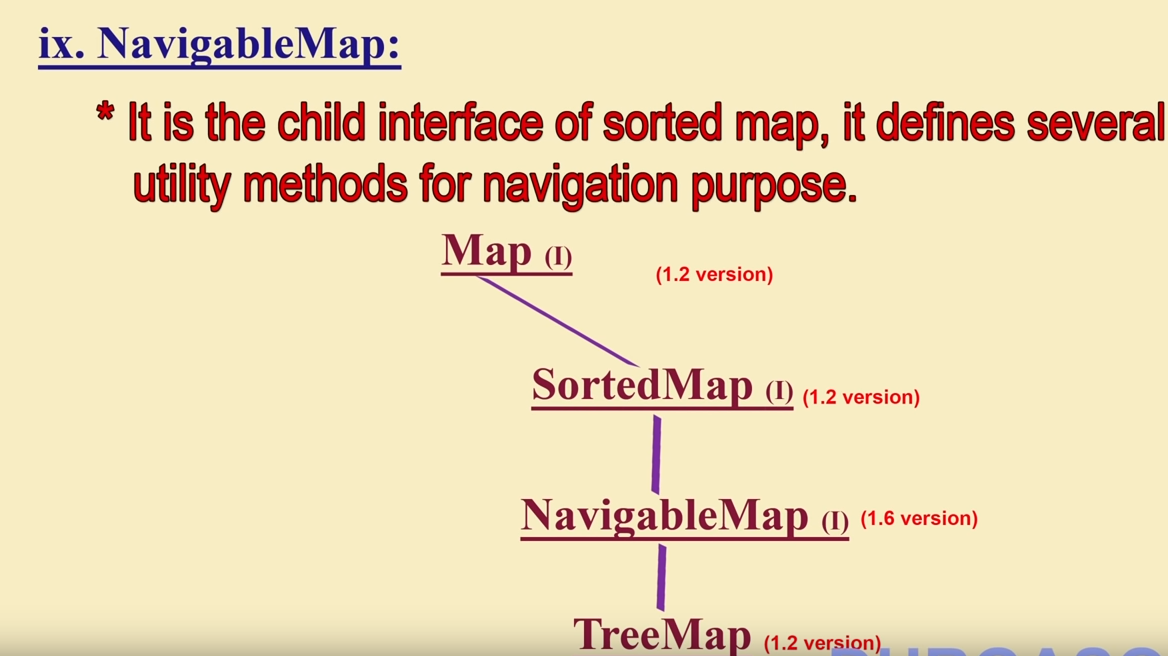 ix. NavigableMap:
* It is the child interface of sorted map, it defines several
utility methods for navigation purpose.
Map (I)
(1.2 version)
SortedMap (I) (1.2 version)
NavigableMap (I) (1.6 version)
TreeMap (1.2 version)